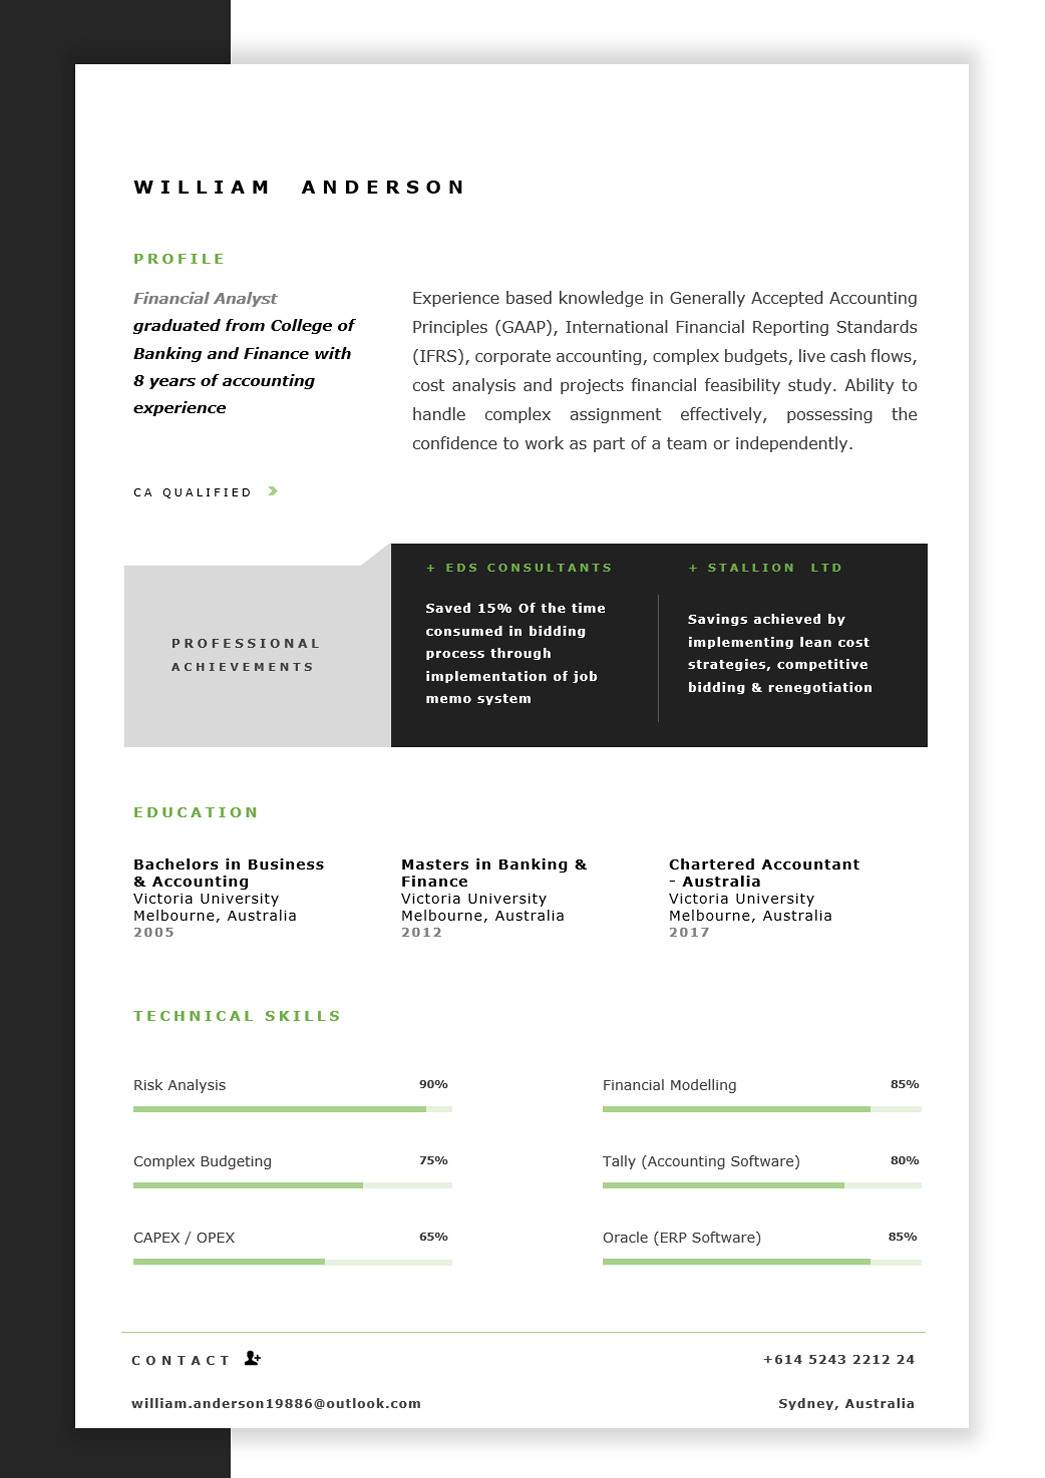 WILLIAM ANDERSON
PROFILE
Financial Analyst
graduated from College of
Banking and Finance with
8 years of accounting
experience
CA QUALIFIED
Experience based knowledge in Generally Accepted Accounting
Principles (GAAP), International Financial Reporting Standards
(IFRS), corporate accounting, complex budgets, live cash flows,
cost analysis and projects financial feasibility study. Ability to
handle complex assignment effectively, possessing the
confidence to work as part of a team or independently.
PROFESSIONAL
ACHIEVEMENTS
+ EDS CONSULTANTS
Saved 15% Of the time
consumed in bidding
process through
implementation of job
memo system
+ STALLION LTD
Savings achieved by
implementing lean cost
strategies, competitive
bidding & renegotiation
EDUCATION
Bachelors in Business
& Accounting
Victoria University
Melbourne, Australia
2005
Masters in Banking &
Finance
Victoria University
Melbourne, Australia
2012
Chartered Accountant
- Australia
Victoria University
Melbourne, Australia
2017
TECHNICAL SKILLS
Risk Analysis 90%
Financial Modelling 85%
Complex Budgeting 75%
Tally (Accounting Software) 80%
CAPEX / OPEX 65%
Oracle (ERP Software) 85%
CONTACT
+614 5243 2212 24
william.anderson19886@outlook.com
Sydney, Australia